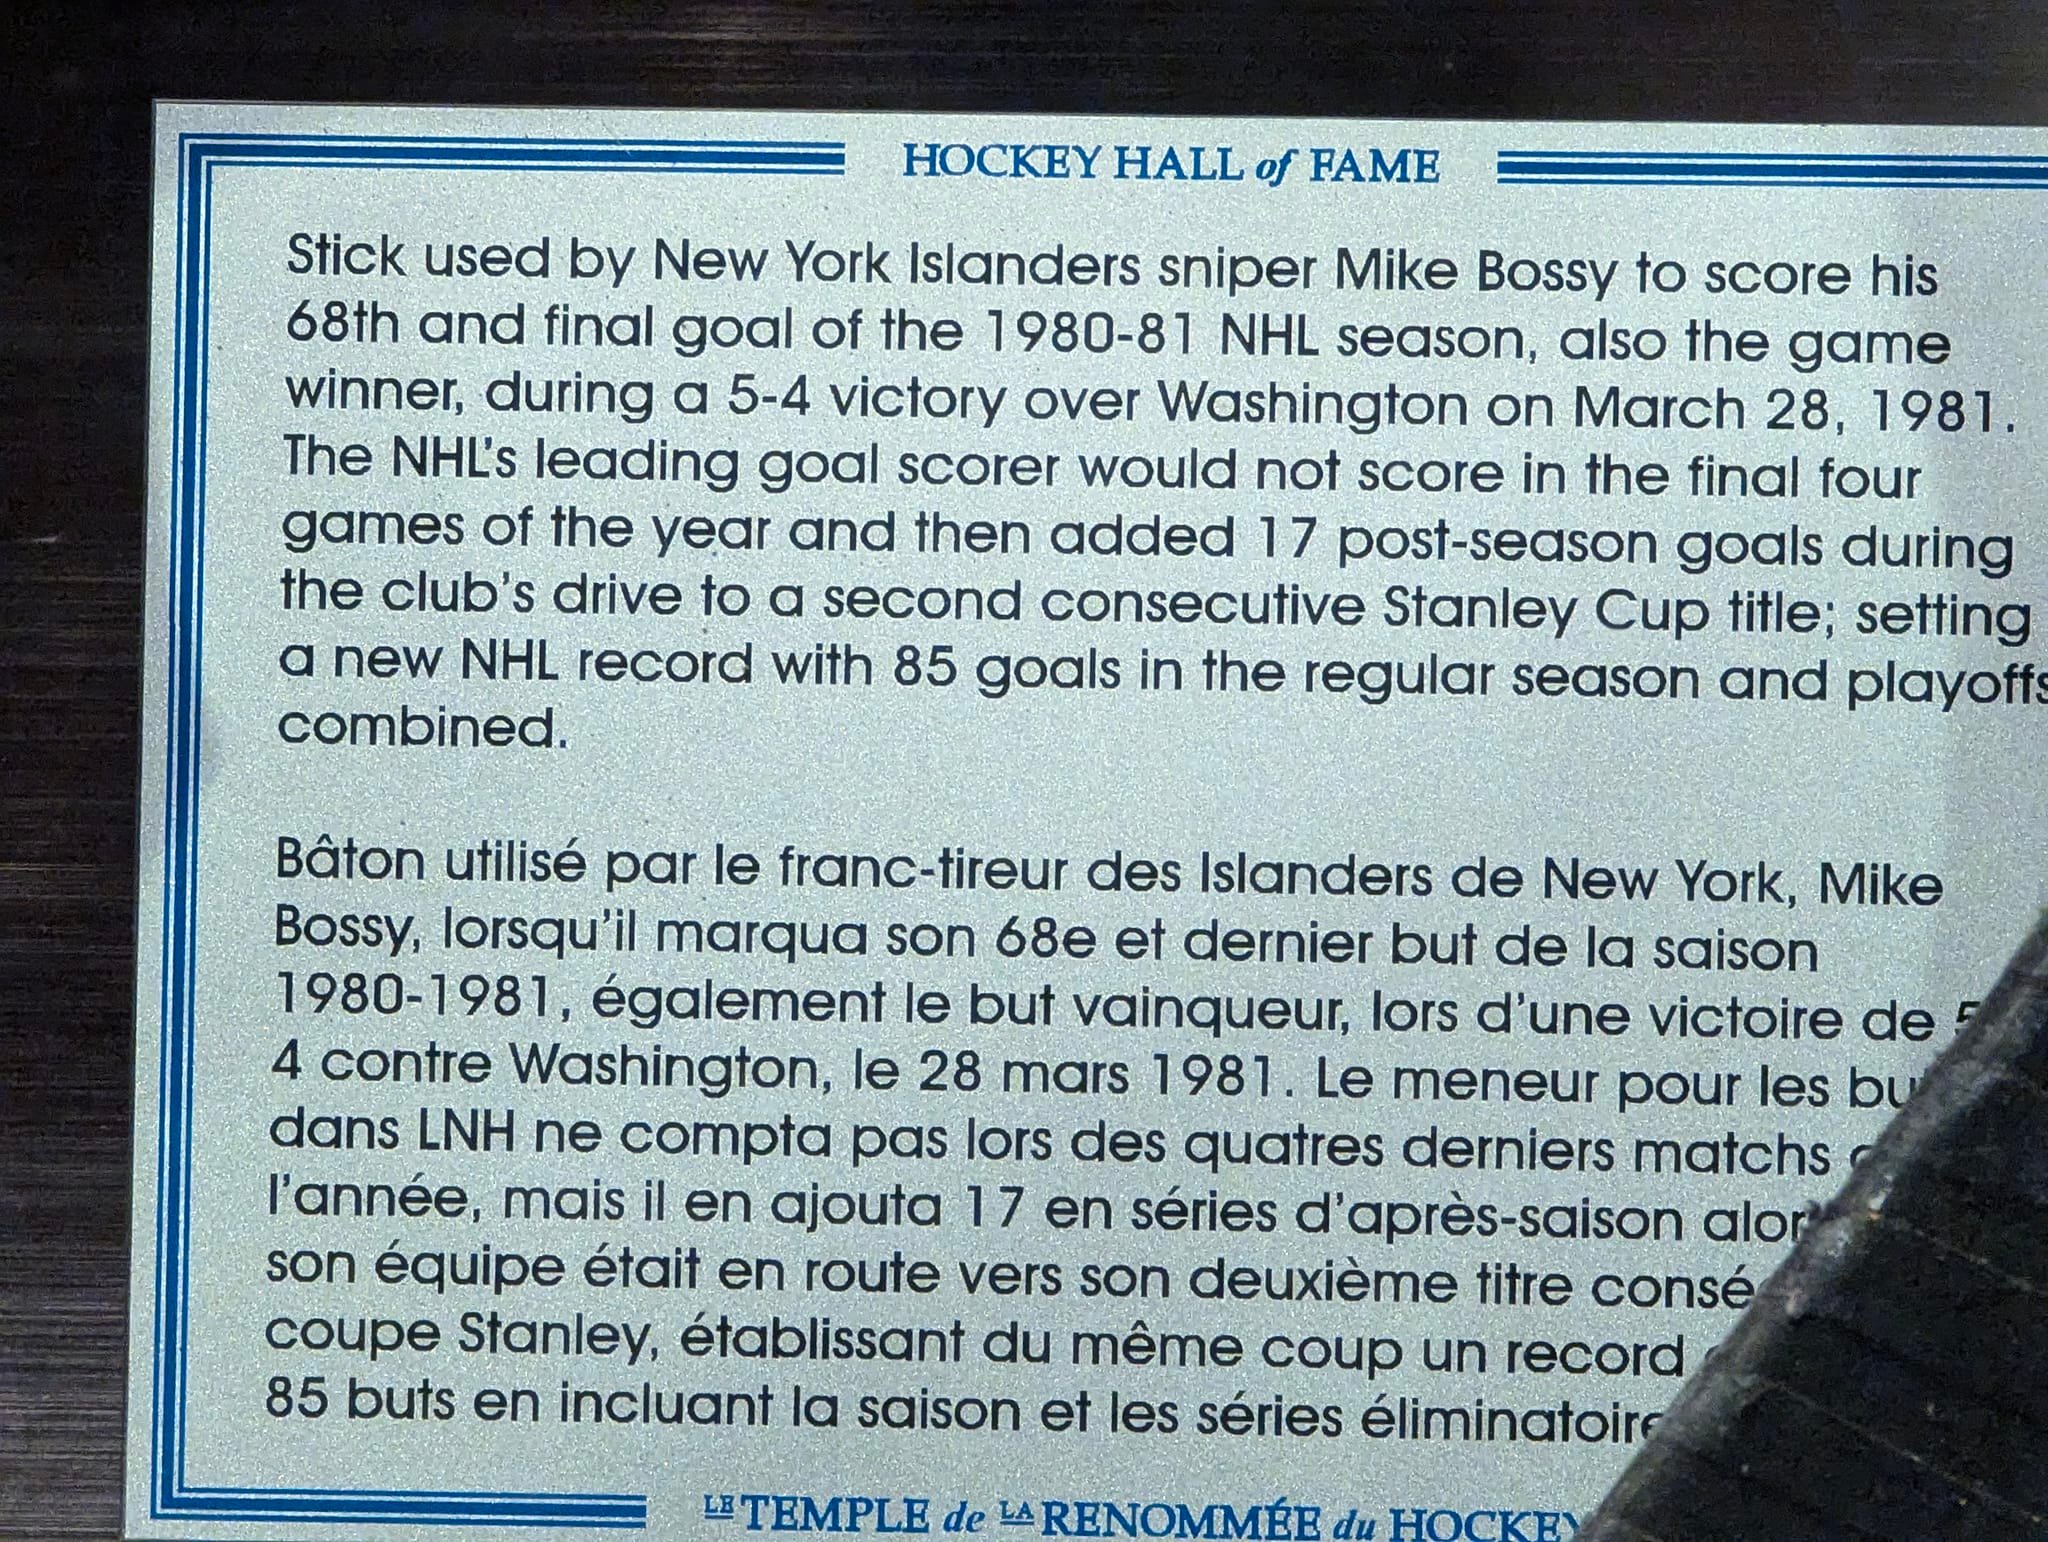 HOCKEY HALL of FAME
Stick used by New York Islanders sniper Mike Bossy to score his
68th and final goal of the 1980-81 NHL season, also the game
winner, during a 5-4 victory over Washington on March 28, 1981.
The NHL's leading goal scorer would not score in the final four
games of the year and then added 17 post-season goals during
the club's drive to a second consecutive Stanley Cup title; setting
a new NHL record with 85 goals in the regular season and playoffs
combined.
Bâton utilisé par le franc-tireur des Islanders de New York, Mike
Bossy, lorsqu'il marqua son 68e et dernier but de la saison
1980-1981, également le but vainqueur, lors d'une victoire de
4 contre Washington, le 28 mars 1981. Le meneur pour les
dans LNH ne compta pas lors des quatres derniers matchs
l'année, mais il en ajouta 17 en séries d'après-saison
son équipe était en route vers son deuxième titre
coupe Stanley, établissant du même coup un record
85 buts en incluant la saison et les séries
LE TEMPLE de LA RENOMMÉE du HOCKEY